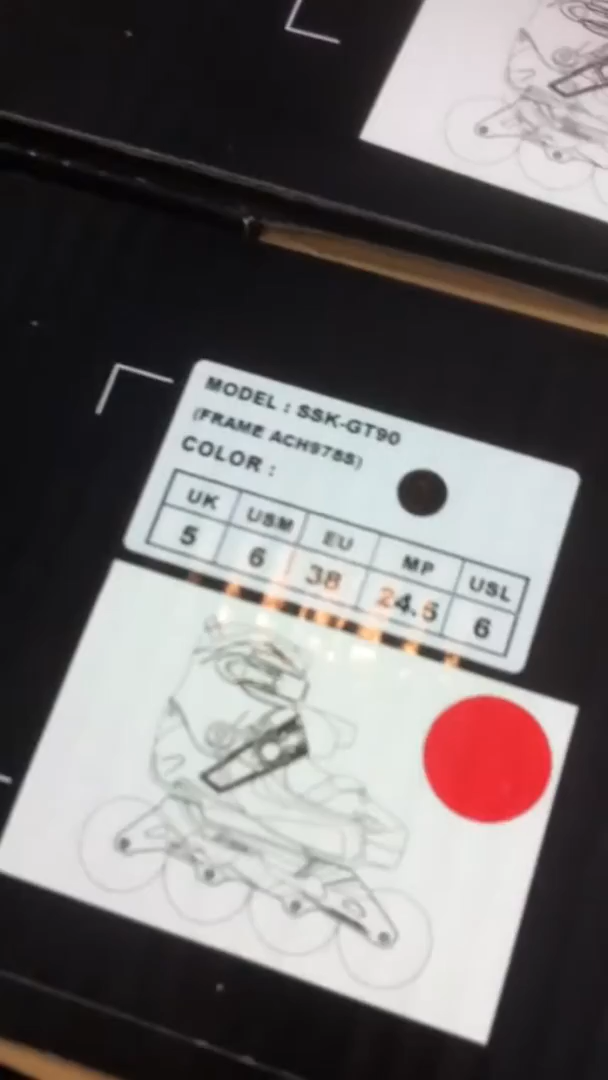 MODEL : SSK-GT90
(FRAME ACH978S)
COLOR :
UK USM EU MP USL
5 6 38 24.5 6